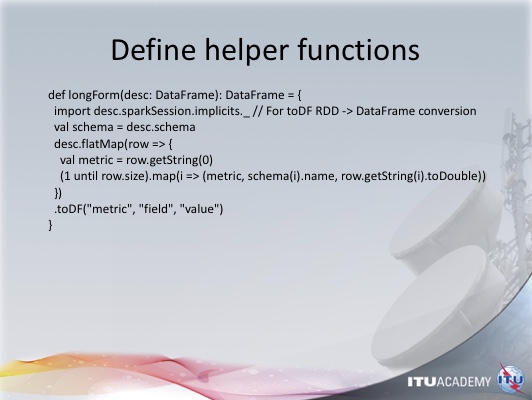 Define helper functions
def longForm(desc: DataFrame): DataFrame = {
import desc.sparkSession.implicits._ // For toDF RDD -> DataFrame conversion
val schema = desc.schema
desc.flatMap(row => {
val metric = row.getString(0)
(1 until row.size).map(i => (metric, schema(i).name, row.getString(i).toDouble))
})
.toDF("metric", "field", "value")
}
ITUACADEMY ITU